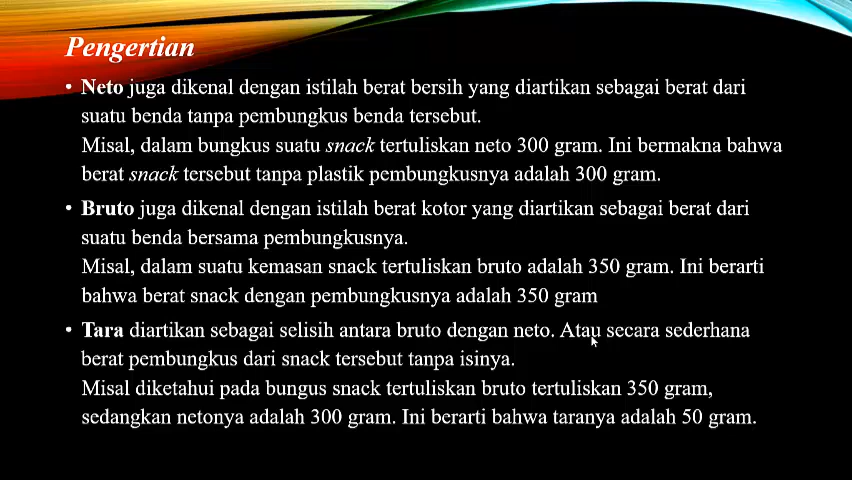 Pengertian
• Neto juga dikenal dengan istilah berat bersih yang diartikan sebagai berat dari
suatu benda tanpa pembungkus benda tersebut.
Misal, dalam bungkus suatu snack tertuliskan neto 300 gram. Ini bermakna bahwa
berat snack tersebut tanpa plastik pembungkusnya adalah 300 gram.
• Bruto juga dikenal dengan istilah berat kotor yang diartikan sebagai berat dari
suatu benda bersama pembungkusnya.
Misal, dalam suatu kemasan snack tertuliskan bruto adalah 350 gram. Ini berarti
bahwa berat snack dengan pembungkusnya adalah 350 gram
• Tara diartikan sebagai selisih antara bruto dengan neto. Atau secara sederhana
berat pembungkus dari snack tersebut tanpa isinya.
Misal diketahui pada bungus snack tertuliskan bruto tertuliskan 350 gram,
sedangkan netonya adalah 300 gram. Ini berarti bahwa taranya adalah 50 gram.